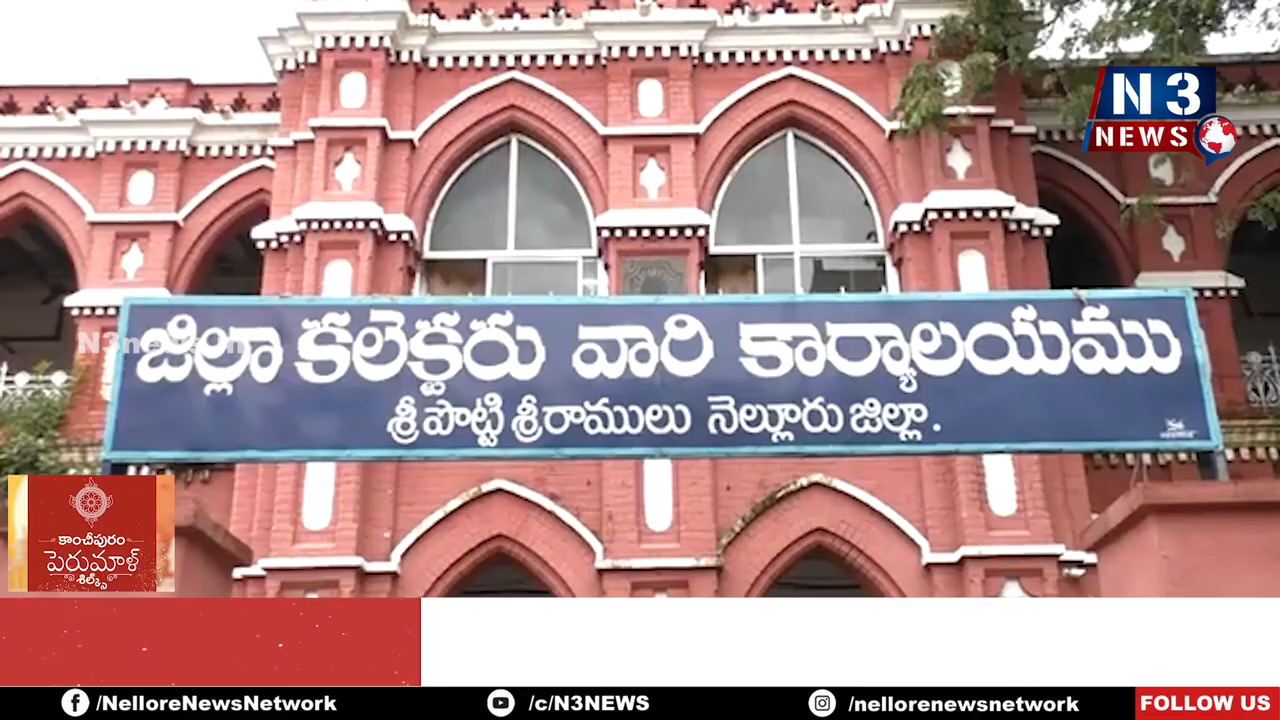 N3
NEWS
జిల్లా కలెక్టరు వారి కార్యాలయము
శ్రీ పొట్టి శ్రీరాములు నెల్లూరు జిల్లా.
కాంచీపురం
పెరుమాళ్
సిల్క్స్
/NelloreNewsNetwork
/c/N3NEWS
/nellorenewsnetwork
FOLLOW US